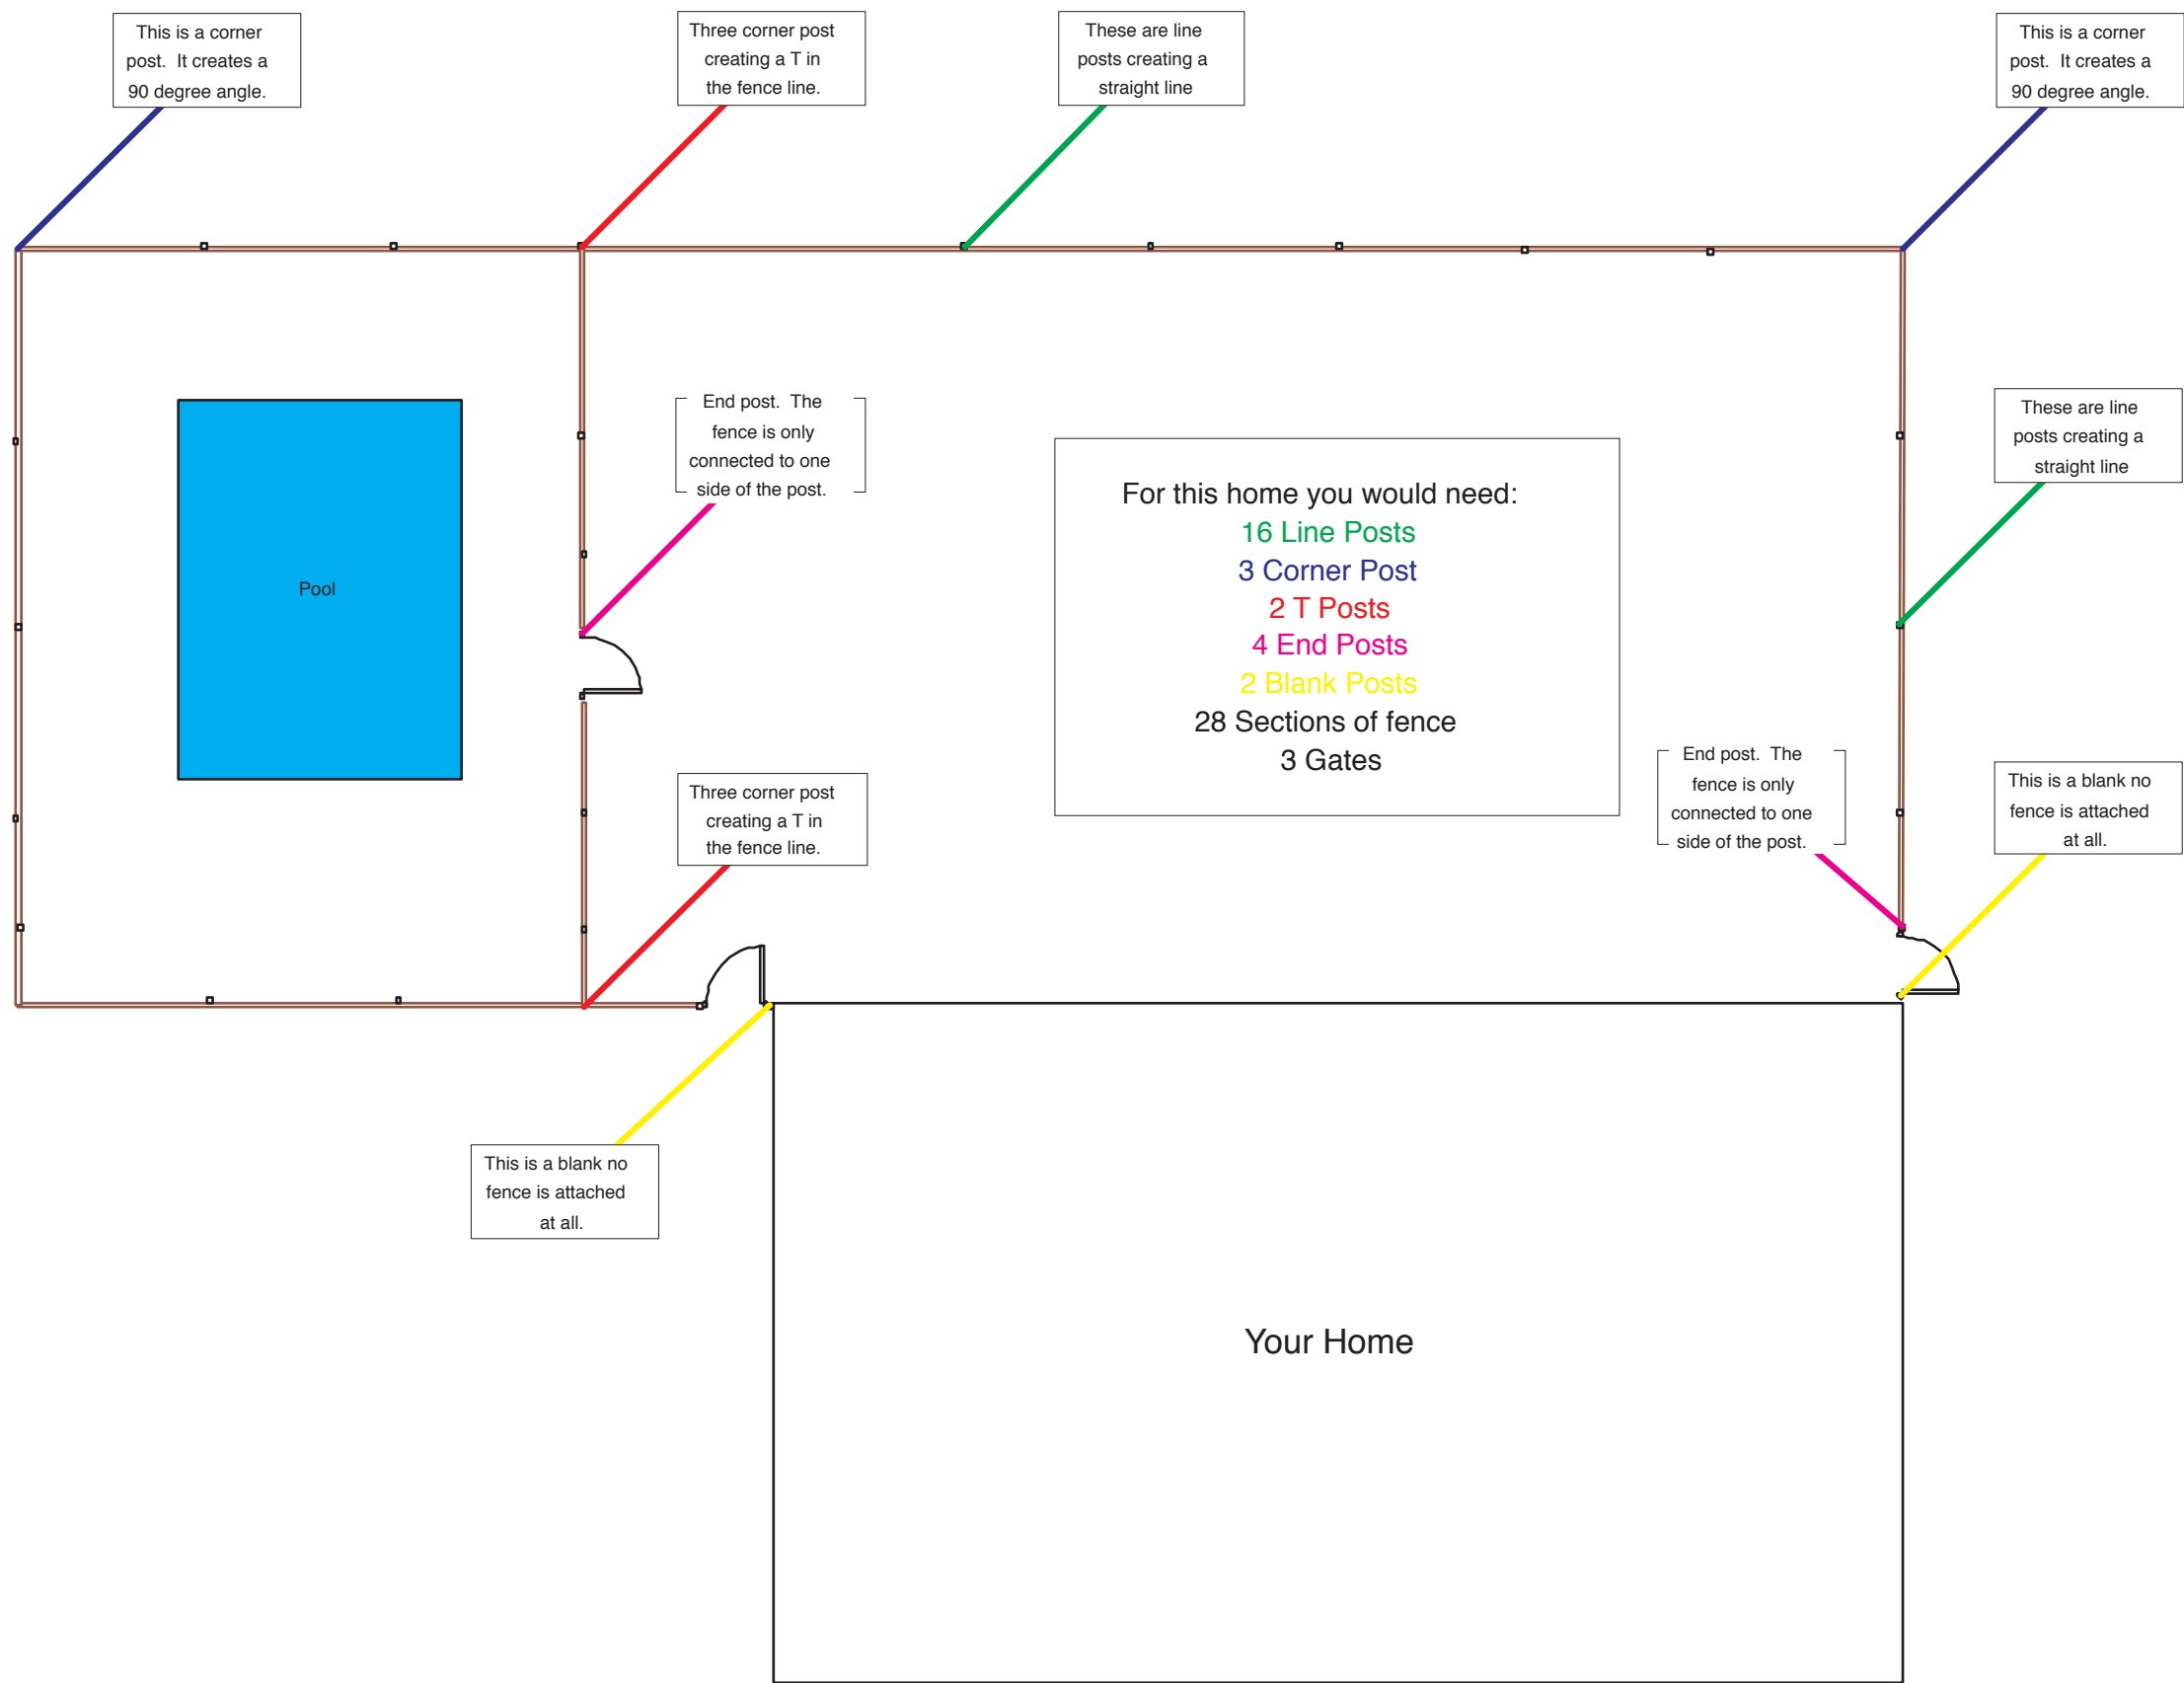 This is a corner
post.  It creates a
90 degree angle.
Three corner post
creating a T in
the fence line.
These are line
posts creating a
straight line
This is a corner
post.  It creates a
90 degree angle.
End post.  The
fence is only
connected to one
side of the post.
These are line
posts creating a
straight line
For this home you would need:
16 Line Posts
3 Corner Post
2 T Posts
4 End Posts
2 Blank Posts
28 Sections of fence
3 Gates
Pool
End post.  The
fence is only
connected to one
side of the post.
This is a blank no
fence is attached
at all.
Three corner post
creating a T in
the fence line.
This is a blank no
fence is attached
at all.
Your Home